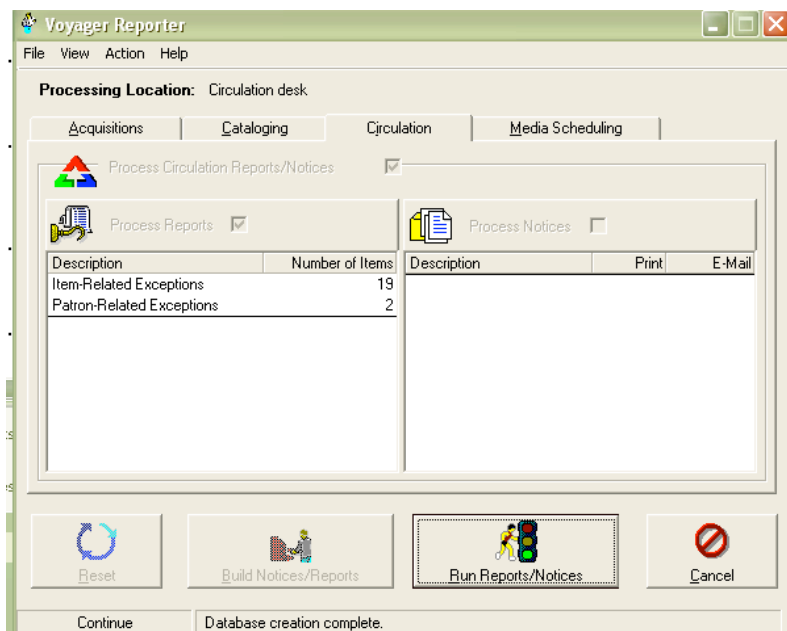 Voyager Reporter
File View Action Help
Processing Location: Circulation desk
Acquisitions Cataloging Circulation Media Scheduling
Process Circulation Reports/Notices
Process Reports Process Notices
Description Number of Items Description Print E-Mail
Item-Related Exceptions 19
Patron-Related Exceptions 2
Reset Build Notices/Reports Run Reports/Notices Cancel
Continue Database creation complete.